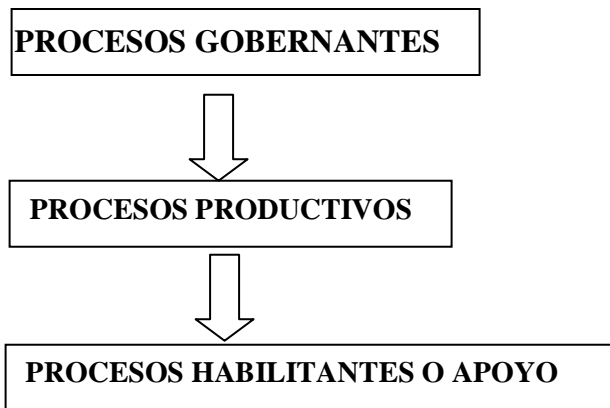 PROCESOS GOBERNANTES
PROCESOS PRODUCTIVOS
PROCESOS HABILITANTES O APOYO